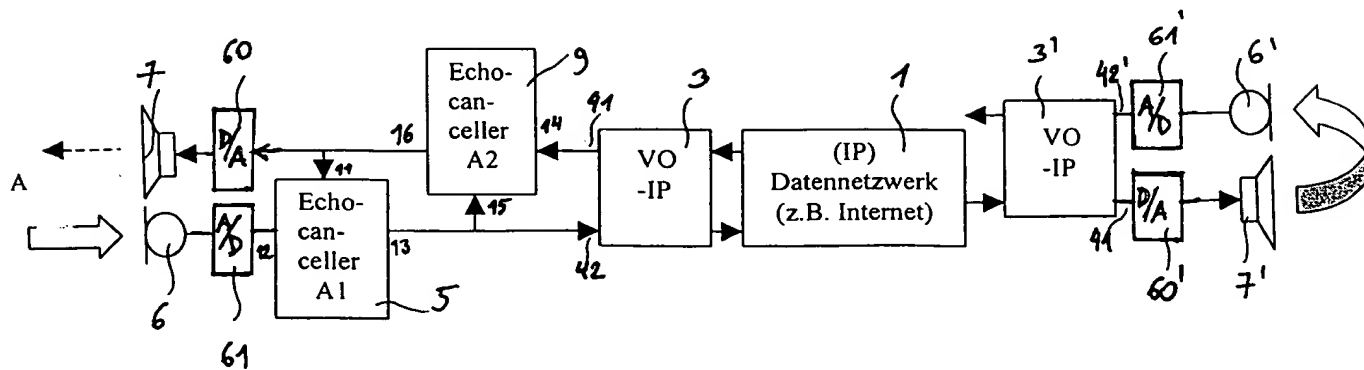 60
9
61'
7
3
3'
6'
D/A
Echo-
can-
celler
A2
16
14
41
VO
-IP
1
(IP)
Datennetzwerk
(z.B. Internet)
VO
-IP
42'
A/D
A
11
15
A/D
12
Echo-
can-
celler
A1
13
42
41
D/A
6
61
5
60'
7'